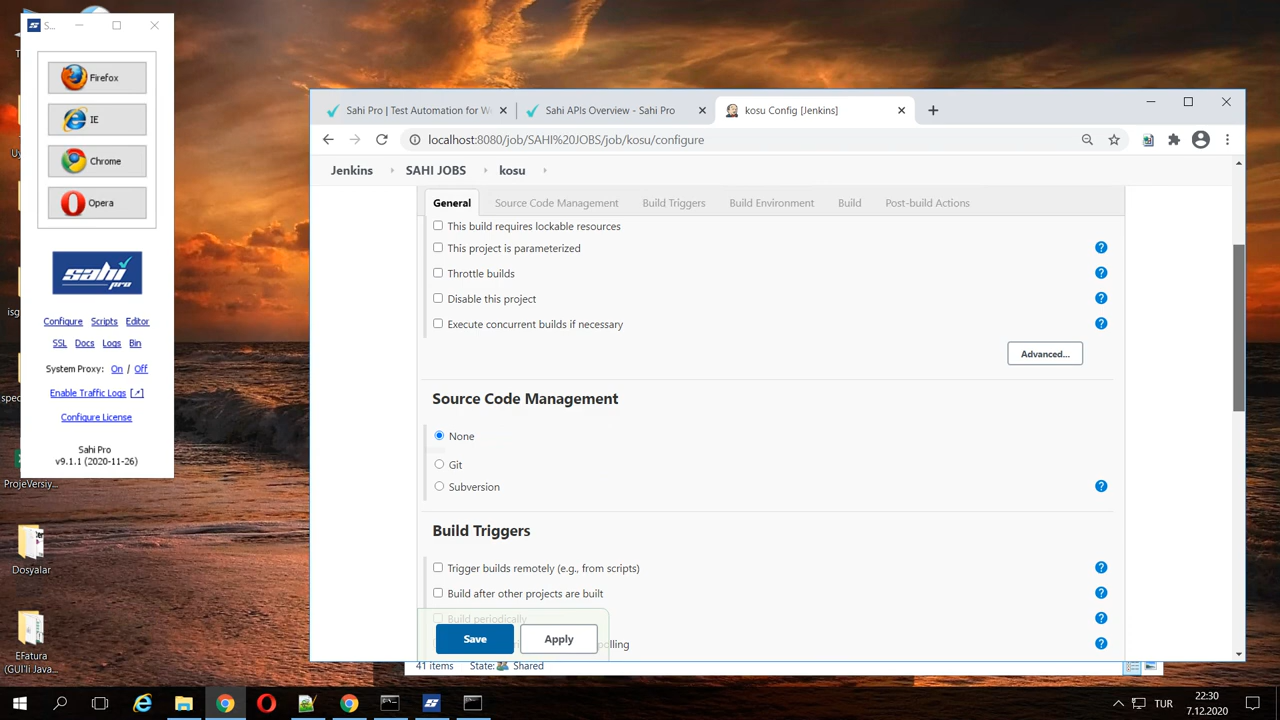 S...
Firefox
IE
Chrome
Opera
sahi
pro
Configure Scripts Editor
SSL Docs Logs Bin
System Proxy: On / Off
Enable Traffic Logs [↗]
Configure License
Sahi Pro
v9.1.1 (2020-11-26)
ProjeVersiy...
Dosyalar
EFatura
(GUI'li Java...
Sahi Pro | Test Automation for W
Sahi APIs Overview - Sahi Pro
kosu Config [Jenkins]
localhost:8080/job/SAHI%20JOBS/job/kosu/configure
Jenkins
SAHI JOBS
kosu
General
Source Code Management
Build Triggers
Build Environment
Build
Post-build Actions
This build requires lockable resources
This project is parameterized
Throttle builds
Disable this project
Execute concurrent builds if necessary
Advanced...
Source Code Management
None
Git
Subversion
Build Triggers
Trigger builds remotely (e.g., from scripts)
Build after other projects are built
Build periodically
polling
Save
Apply
41 items State: Shared
TUR
22:30
7.12.2020